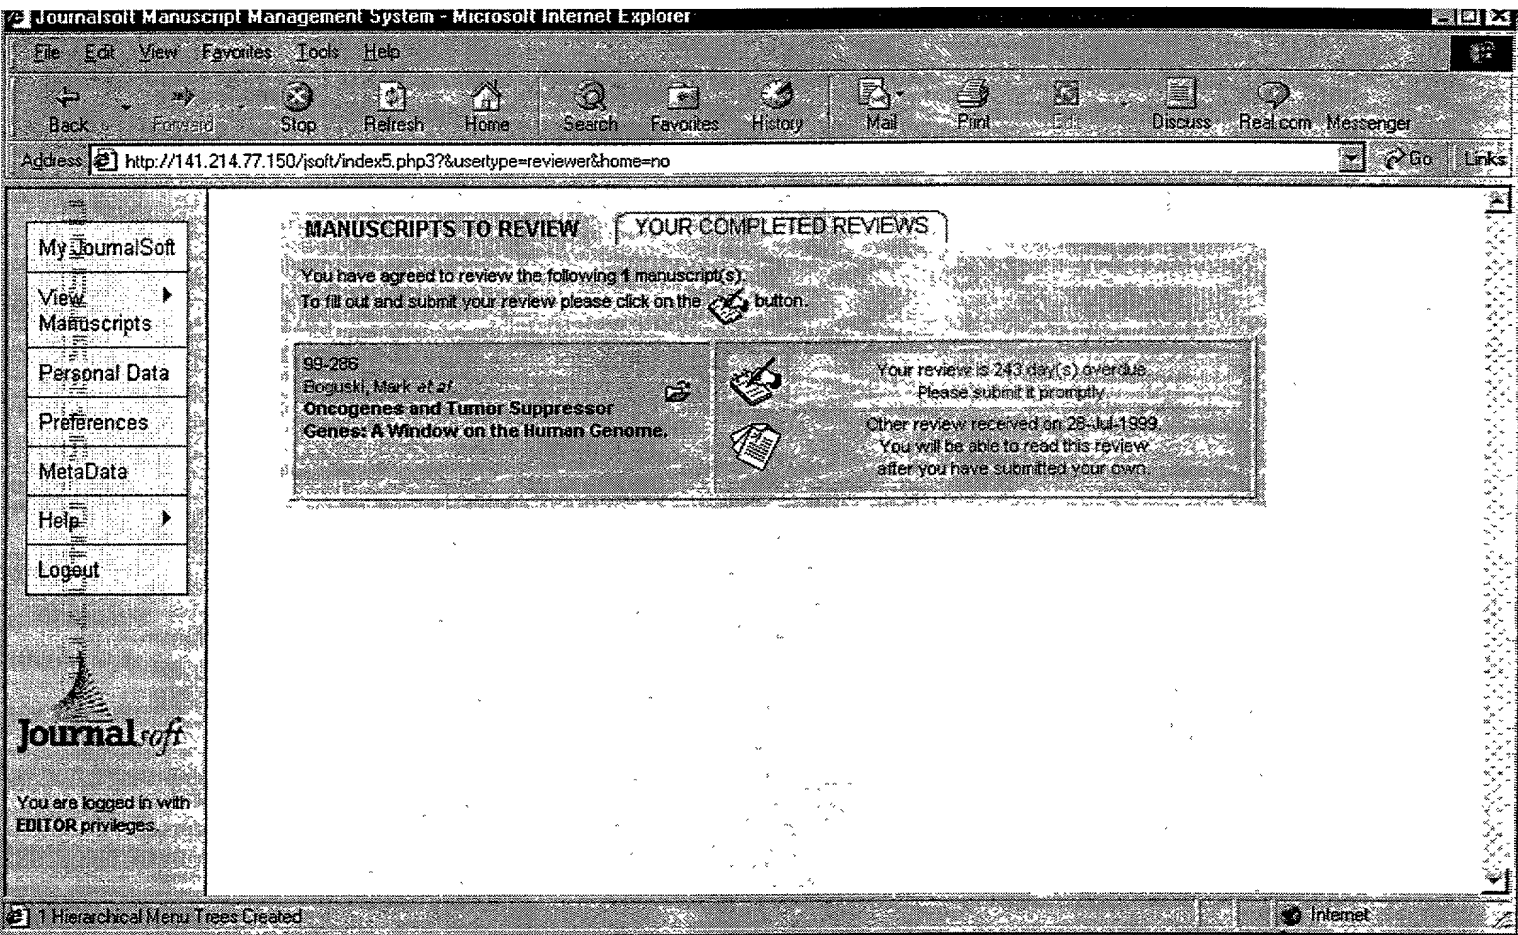 Journalsoft Manuscript Management System - Microsoft Internet Explorer
File Edit View Favorites Tools Help
Back Forward Stop Refresh Home Search Favorites History Mail Print Edit Discuss Real.com Messenger
Address http://141.214.77.150/jsoft/index5.php3?&usertype=reviewer&home=no Go Links
My JournalSoft
View
Manuscripts
Personal Data
Preferences
MetaData
Help
Logout
Journalsoft
You are logged in with
EDITOR privileges.
MANUSCRIPTS TO REVIEW YOUR COMPLETED REVIEWS
You have agreed to review the following 1 manuscript(s).
To fill out and submit your review please click on the button.
99-286
Boguski, Mark et al.
Oncogenes and Tumor Suppressor
Genes: A Window on the Human Genome.
Your review is 243 day(s) overdue.
Please submit it promptly.
Other review received on 28-Jul-1999.
You will be able to read this review
after you have submitted your own.
1 Hierarchical Menu Trees Created
Internet